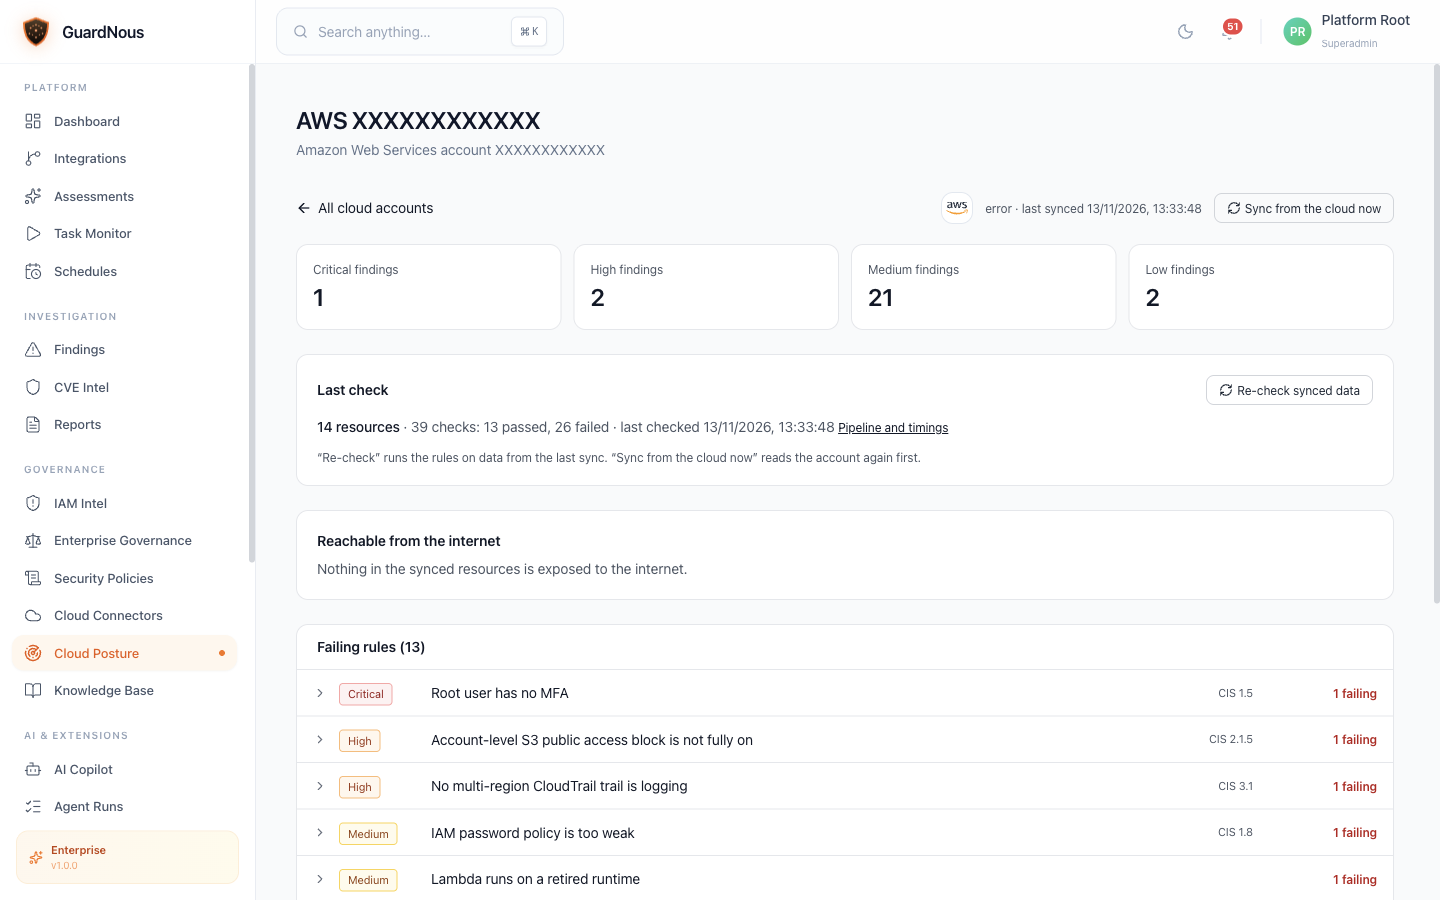 GuardNous
Search anything...
⌘ K
51
PR
Platform Root
Superadmin
PLATFORM
Dashboard
Integrations
Assessments
Task Monitor
Schedules
INVESTIGATION
Findings
CVE Intel
Reports
GOVERNANCE
IAM Intel
Enterprise Governance
Security Policies
Cloud Connectors
Cloud Posture
Knowledge Base
AI & EXTENSIONS
AI Copilot
Agent Runs
Enterprise
v1.0.0
AWS XXXXXXXXXXXX
Amazon Web Services account XXXXXXXXXXXX
All cloud accounts
aws
error · last synced 13/11/2026, 13:33:48
Sync from the cloud now
Critical findings
1
High findings
2
Medium findings
21
Low findings
2
Last check
Re-check synced data
14 resources · 39 checks: 13 passed, 26 failed · last checked 13/11/2026, 13:33:48 Pipeline and timings
“Re-check” runs the rules on data from the last sync. “Sync from the cloud now” reads the account again first.
Reachable from the internet
Nothing in the synced resources is exposed to the internet.
Failing rules (13)
Critical Root user has no MFA CIS 1.5 1 failing
High Account-level S3 public access block is not fully on CIS 2.1.5 1 failing
High No multi-region CloudTrail trail is logging CIS 3.1 1 failing
Medium IAM password policy is too weak CIS 1.8 1 failing
Medium Lambda runs on a retired runtime 1 failing